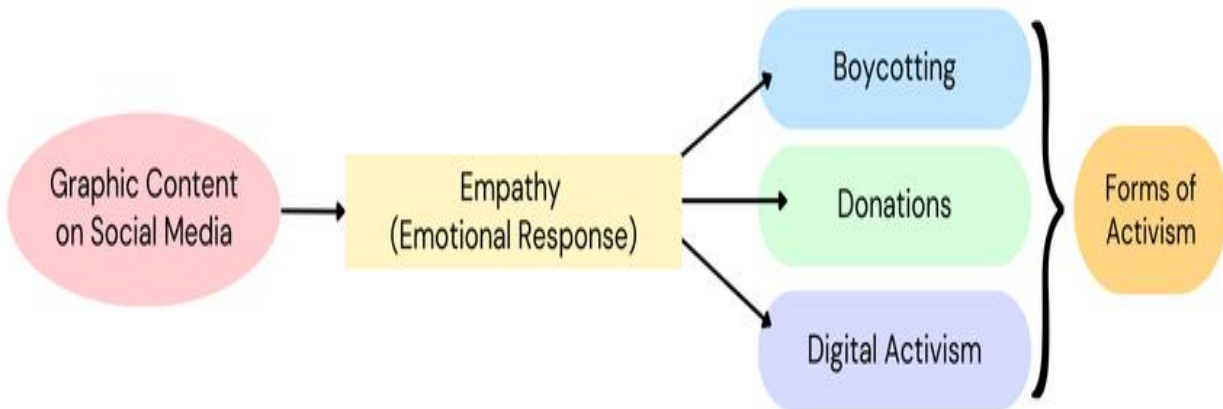 Graphic Content
on Social Media
Empathy
(Emotional Response)
Boycotting
Donations
Digital Activism
Forms of
Activism